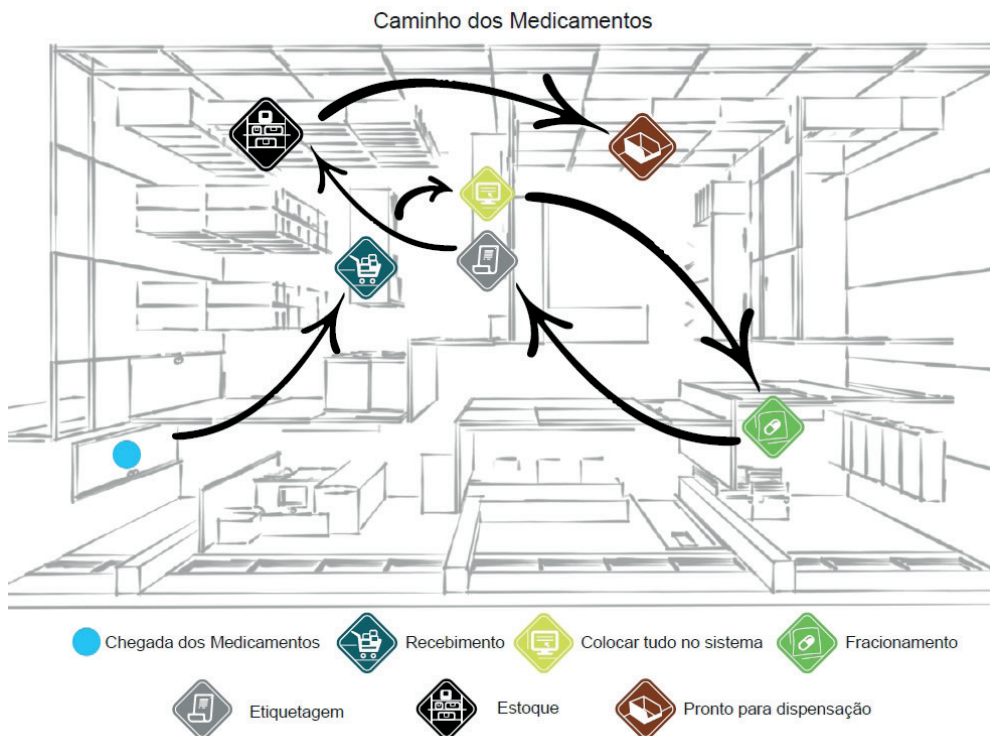 Caminho dos Medicamentos
Chegada dos Medicamentos
Recebimento
Colocar tudo no sistema
Fracionamento
Etiquetagem
Estoque
Pronto para dispensação